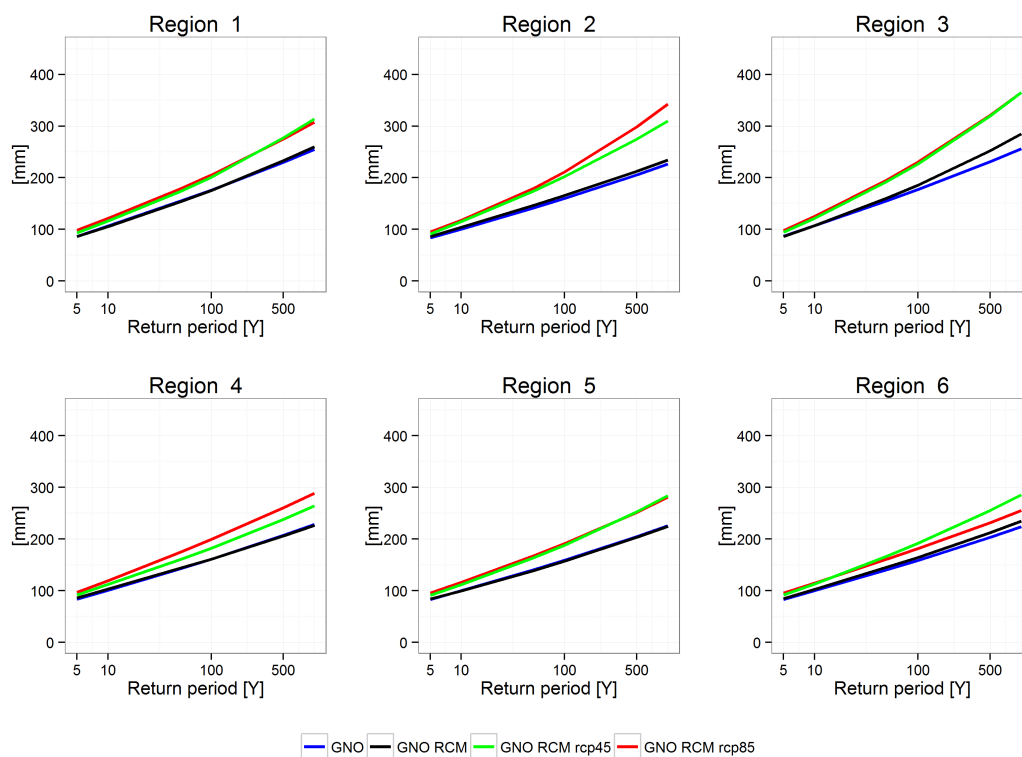 Region 1 Region 2 Region 3
400 400 400
300 300 300
[mm] [mm] [mm]
200 200 200
100 100 100
0 0 0
5 10 100 500 5 10 100 500 5 10 100 500
Return period [Y] Return period [Y] Return period [Y]
Region 4 Region 5 Region 6
400 400 400
300 300 300
[mm] [mm] [mm]
200 200 200
100 100 100
0 0 0
5 10 100 500 5 10 100 500 5 10 100 500
Return period [Y] Return period [Y] Return period [Y]
GNO GNO RCM GNO RCM rcp45 GNO RCM rcp85